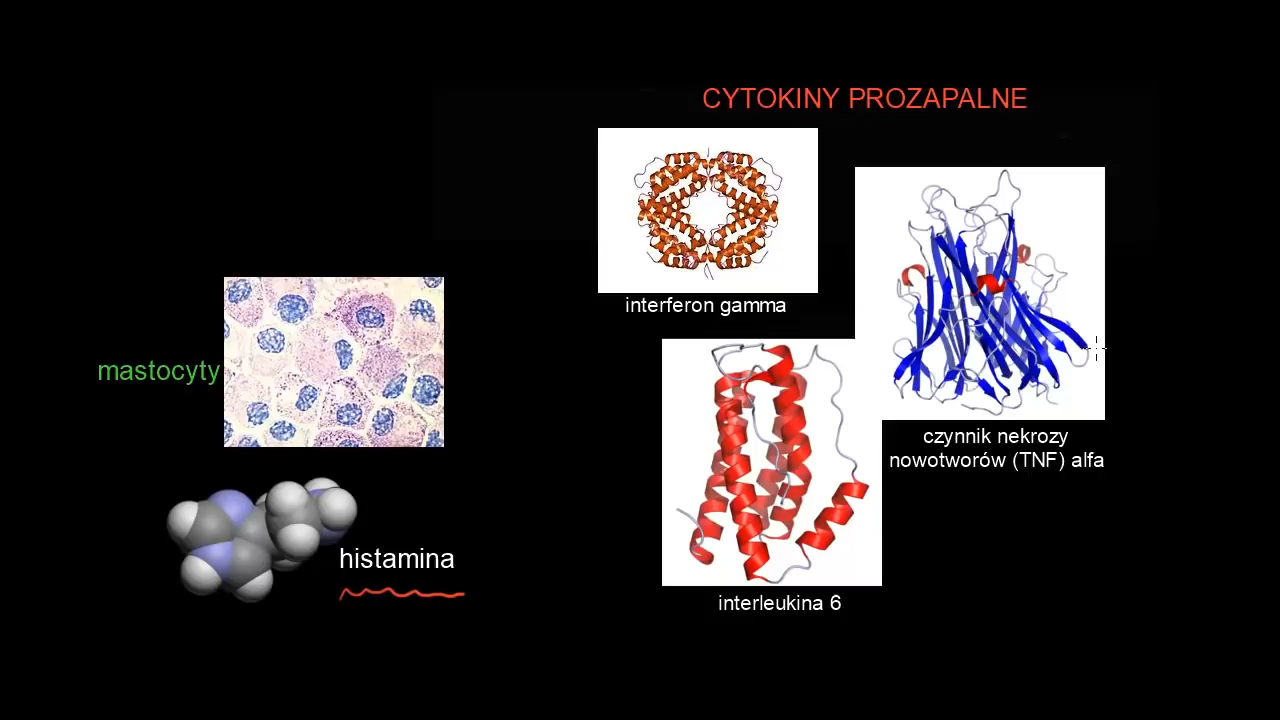 CYTOKINY PROZAPALNE
interferon gamma
mastocyty
czynnik nekrozy
nowotworów (TNF) alfa
histamina
interleukina 6